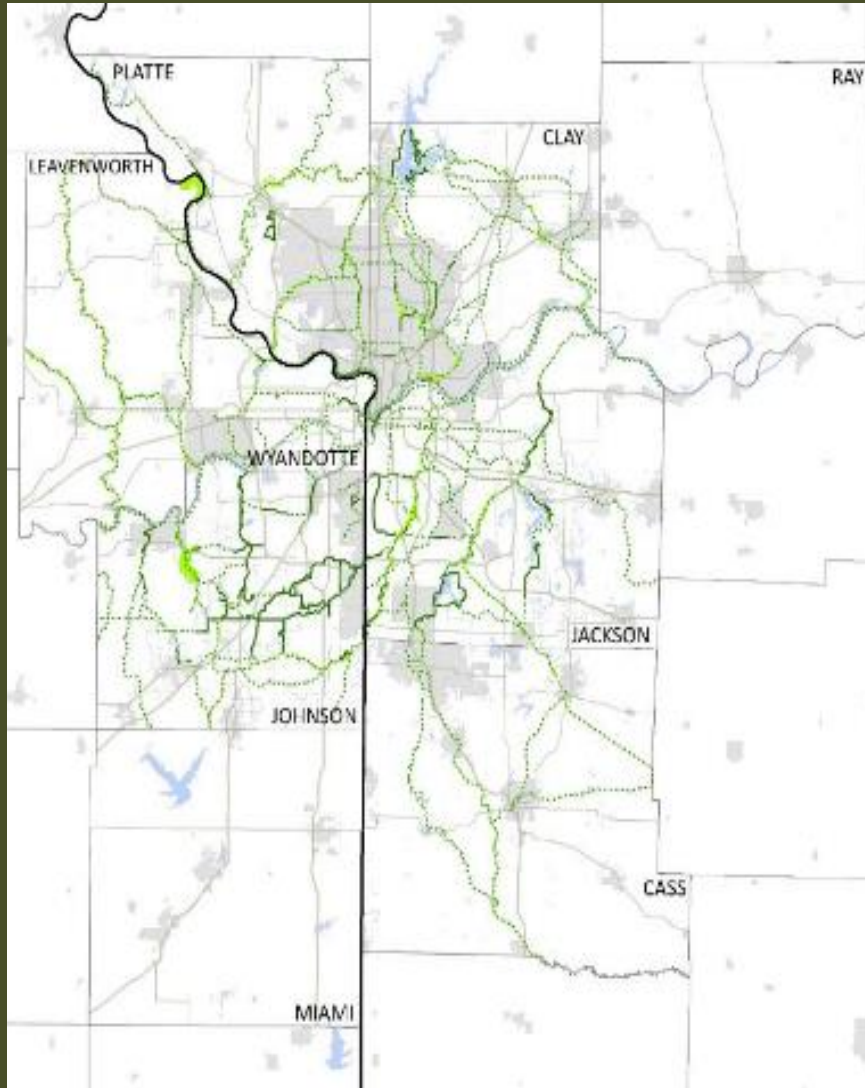 PLATTE
RAY
CLAY
LEAVENWORTH
WYANDOTTE
JACKSON
JOHNSON
CASS
MIAMI